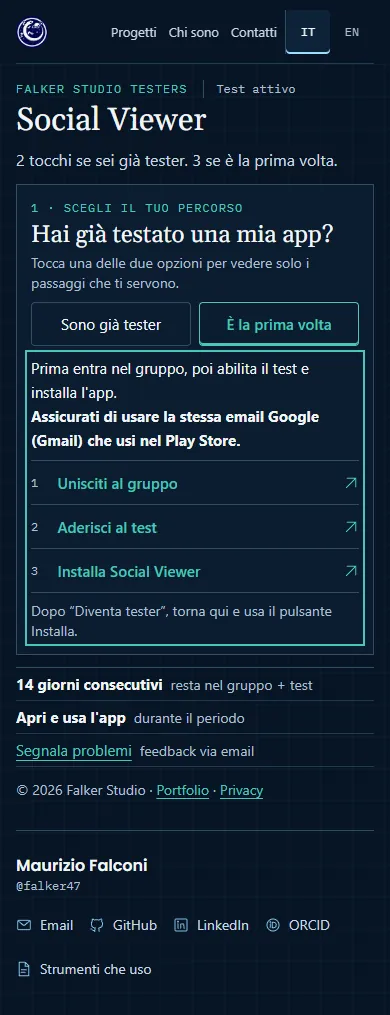 Progetti Chi sono Contatti IT EN
FALKER STUDIO TESTERS Test attivo
Social Viewer
2 tocchi se sei già tester. 3 se è la prima volta.
1 · SCEGLI IL TUO PERCORSO
Hai già testato una mia app?
Tocca una delle due opzioni per vedere solo i
passaggi che ti servono.
Sono già tester È la prima volta
Prima entra nel gruppo, poi abilita il test e
installa l'app.
Assicurati di usare la stessa email Google
(Gmail) che usi nel Play Store.
1 Unisciti al gruppo
2 Aderisci al test
3 Installa Social Viewer
Dopo “Diventa tester”, torna qui e usa il pulsante
Installa.
14 giorni consecutivi resta nel gruppo + test
Apri e usa l'app durante il periodo
Segnala problemi feedback via email
© 2026 Falker Studio · Portfolio · Privacy
Maurizio Falconi
@falker47
Email GitHub LinkedIn ORCID
Strumenti che uso